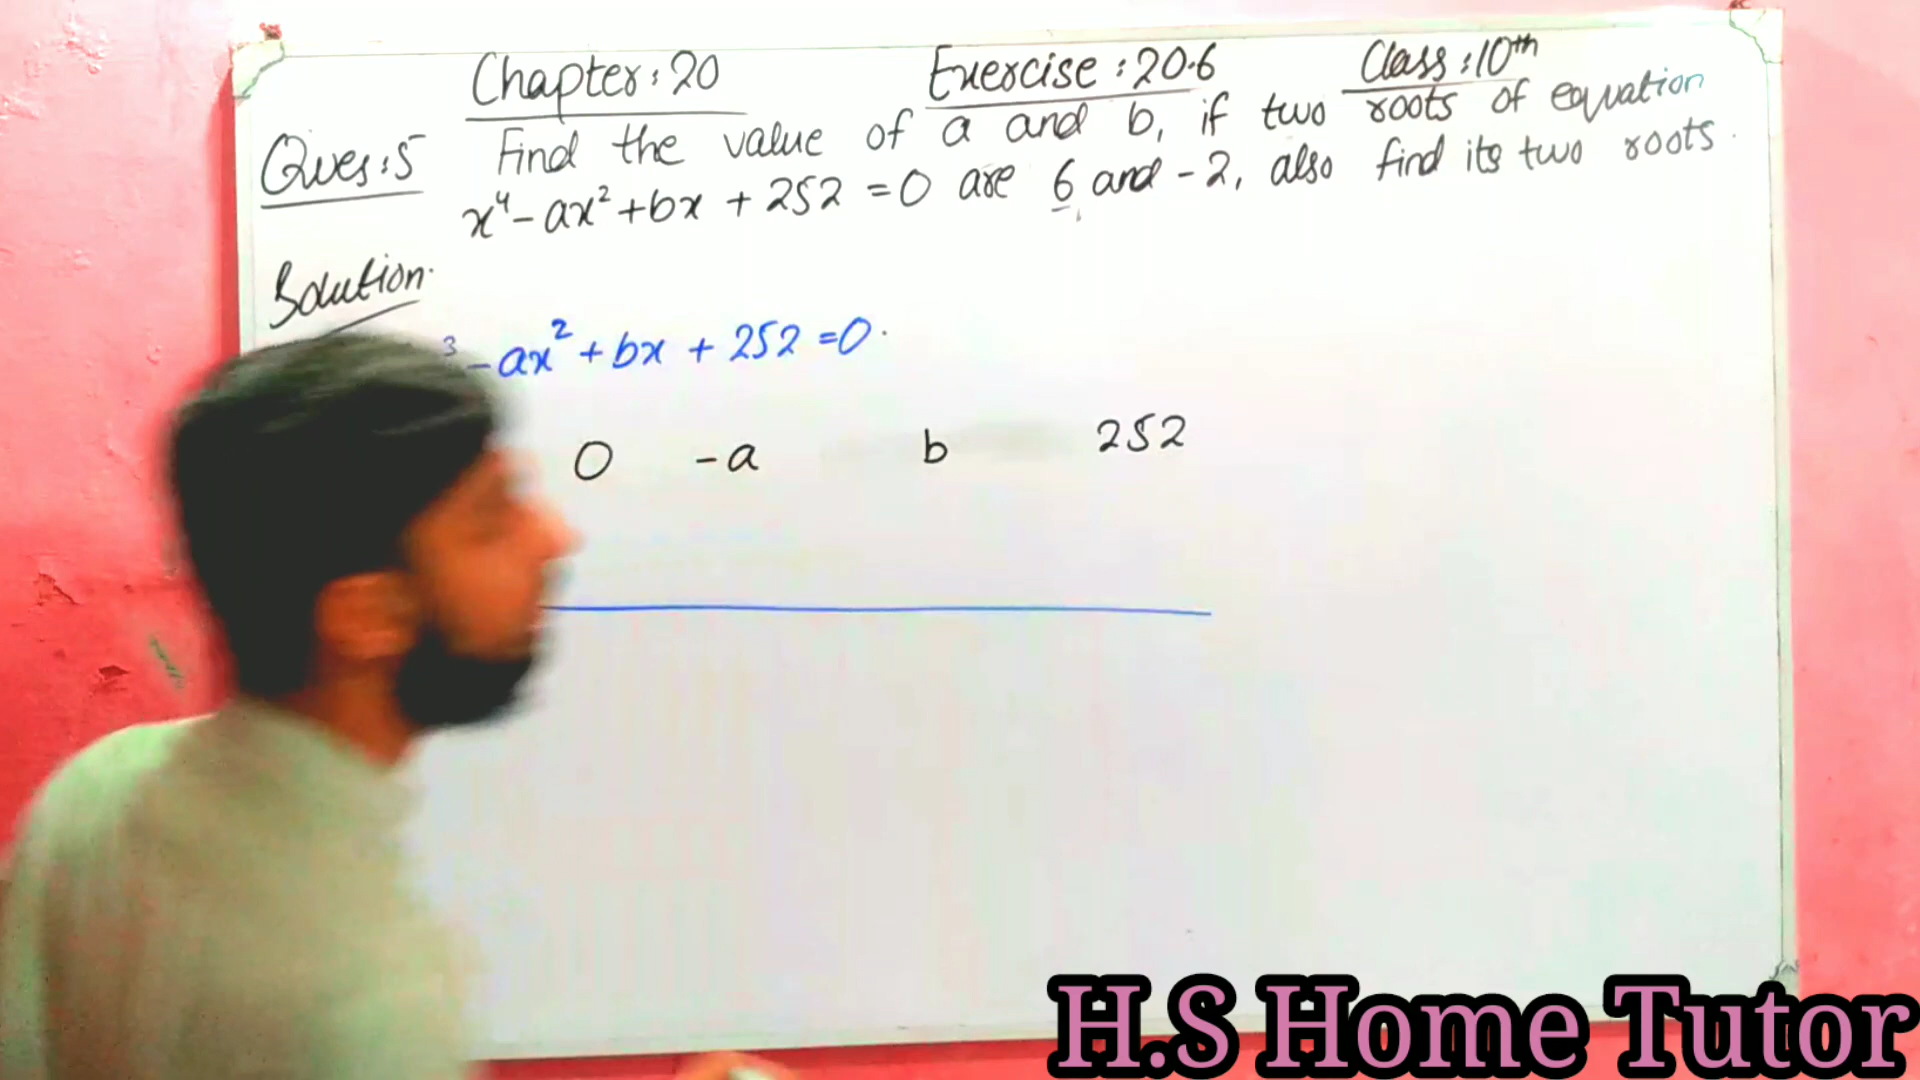 Chapter: 20 Exercise: 20.6 Class: 10th
Ques: 5 Find the value of a and b, if two roots of equation
x⁴ - ax² + bx + 252 = 0 are 6 and -2, also find its two roots.
Solution.
³ - ax² + bx + 252 = 0.
0 -a b 252
H.S Home Tutor